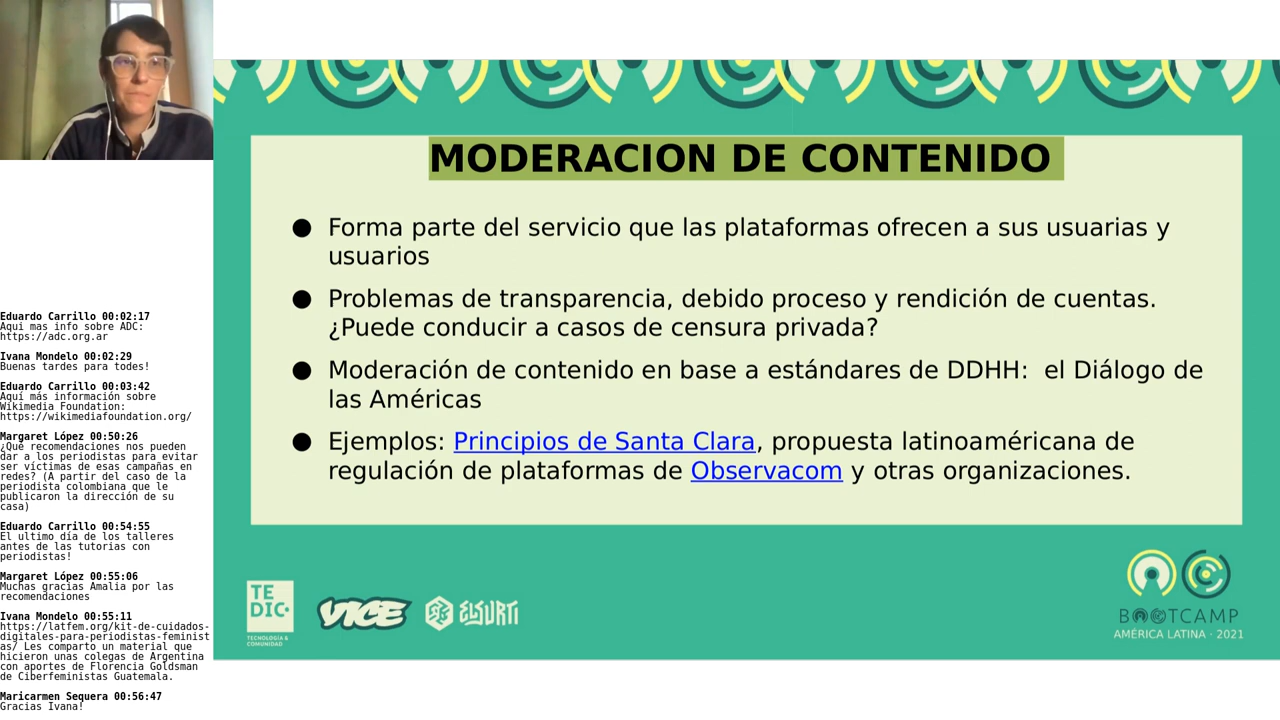 MODERACION DE CONTENIDO
● Forma parte del servicio que las plataformas ofrecen a sus usuarias y
usuarios
● Problemas de transparencia, debido proceso y rendición de cuentas.
¿Puede conducir a casos de censura privada?
● Moderación de contenido en base a estándares de DDHH:  el Diálogo de
las Américas
● Ejemplos: Principios de Santa Clara, propuesta latinoaméricana de
regulación de plataformas de Observacom y otras organizaciones.
TE
DIC
TECNOLOGÍA &
COMUNIDAD
VICE
ELSURTI
BOOTCAMP
AMÉRICA LATINA · 2021
Eduardo Carrillo 00:02:17
Aquí mas info sobre ADC:
https://adc.org.ar
Ivana Mondelo 00:02:29
Buenas tardes para todes!
Eduardo Carrillo 00:03:42
Aquí más información sobre
Wikimedia Foundation:
https://wikimediafoundation.org/
Margaret López 00:50:26
¿Qué recomendaciones nos pueden
dar a los periodistas para evitar
ser víctimas de esas campañas en
redes? (A partir del caso de la
periodista colombiana que le
publicaron la dirección de su
casa)
Eduardo Carrillo 00:54:55
El ultimo día de los talleres
antes de las tutorias con
periodistas!
Margaret López 00:55:06
Muchas gracias Amalia por las
recomendaciones
Ivana Mondelo 00:55:11
https://latfem.org/kit-de-cuidados-
digitales-para-periodistas-feminist
as/ Les comparto un material que
hicieron unas colegas de Argentina
con aportes de Florencia Goldsman
de Ciberfeministas Guatemala.
Maricarmen Sequera 00:56:47
Gracias Ivana!